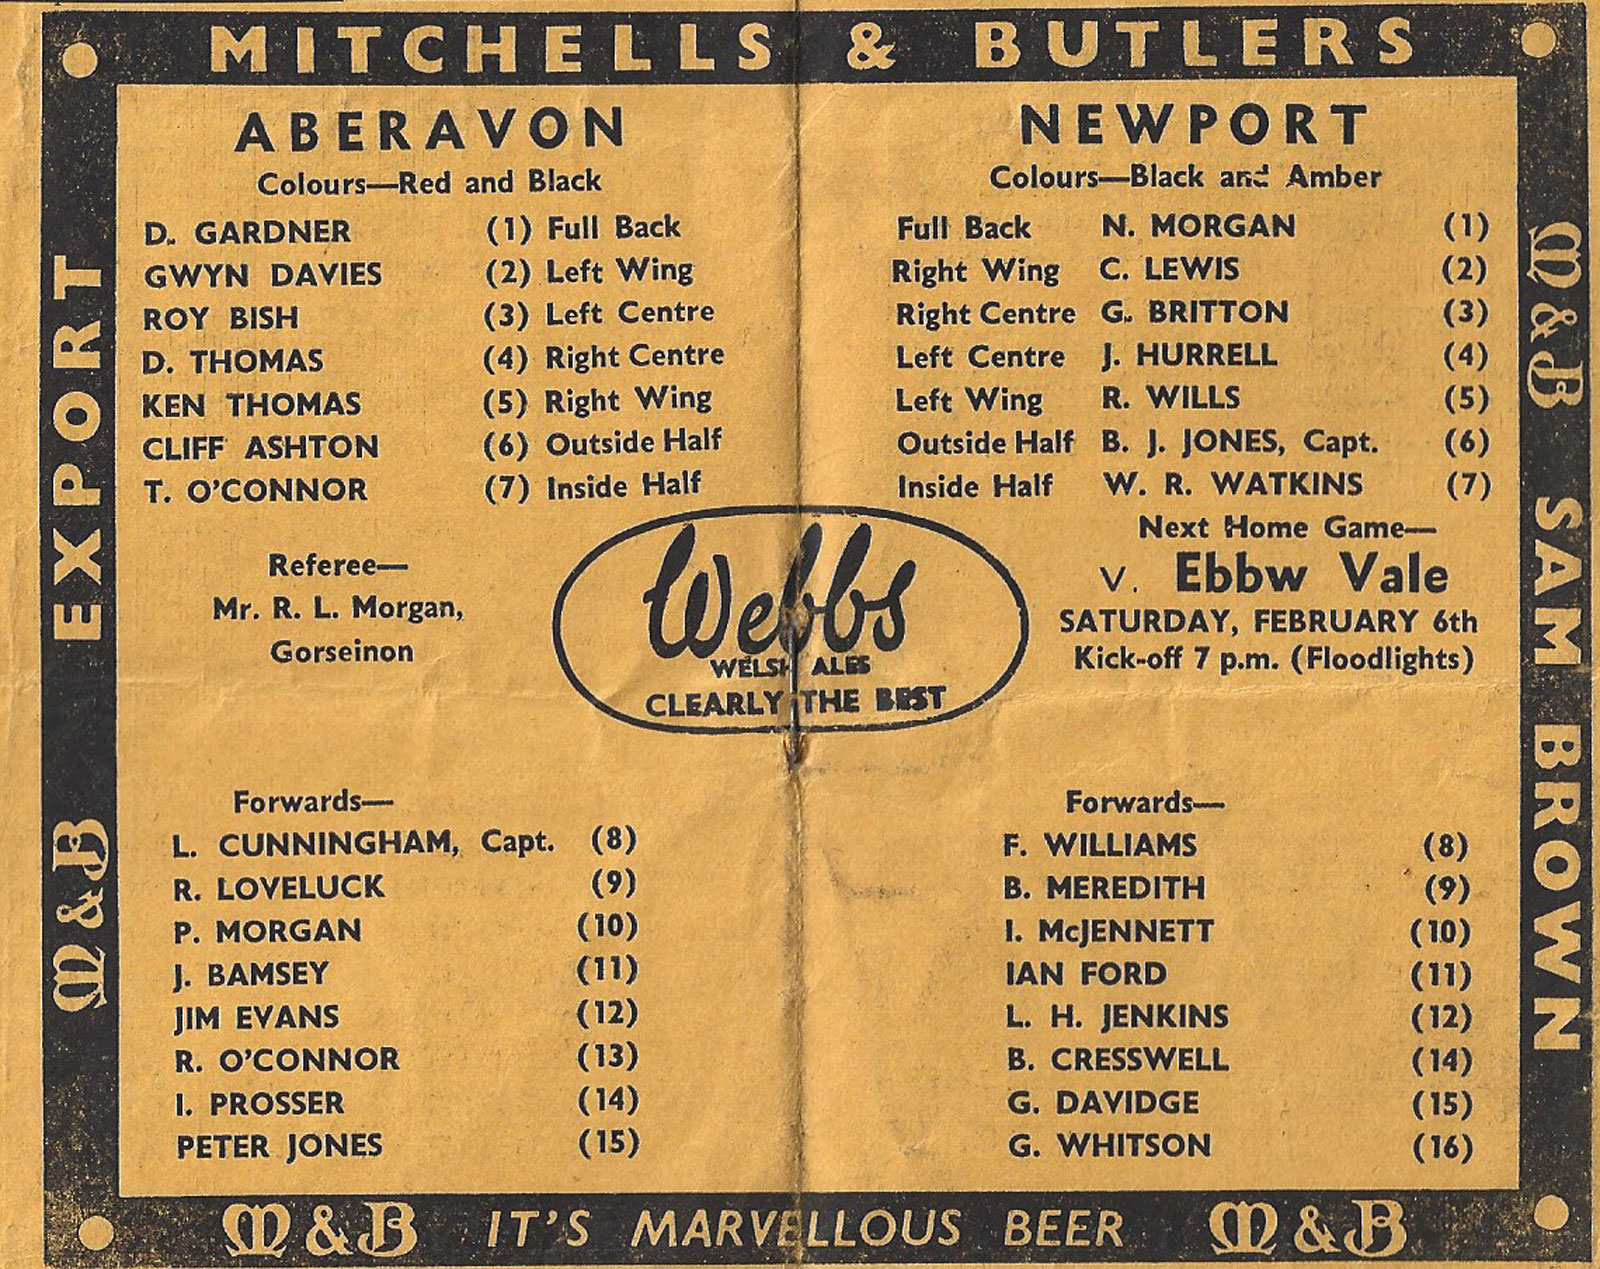 MITCHELLS & BUTLERS
EXPORT
M&B
ABERAVON
Colours—Red and Black
D. GARDNER (1) Full Back
GWYN DAVIES (2) Left Wing
ROY BISH (3) Left Centre
D. THOMAS (4) Right Centre
KEN THOMAS (5) Right Wing
CLIFF ASHTON (6) Outside Half
T. O'CONNOR (7) Inside Half
Referee—
Mr. R. L. Morgan,
Gorseinon
Forwards—
L. CUNNINGHAM, Capt. (8)
R. LOVELUCK (9)
P. MORGAN (10)
J. BAMSEY (11)
JIM EVANS (12)
R. O'CONNOR (13)
I. PROSSER (14)
PETER JONES (15)
Webbs
WELSH ALES
CLEARLY THE BEST
NEWPORT
Colours—Black and Amber
Full Back N. MORGAN (1)
Right Wing C. LEWIS (2)
Right Centre G. BRITTON (3)
Left Centre J. HURRELL (4)
Left Wing R. WILLS (5)
Outside Half B. J. JONES, Capt. (6)
Inside Half W. R. WATKINS (7)
Next Home Game—
V. Ebbw Vale
SATURDAY, FEBRUARY 6th
Kick-off 7 p.m. (Floodlights)
Forwards—
F. WILLIAMS (8)
B. MEREDITH (9)
I. McJENNETT (10)
IAN FORD (11)
L. H. JENKINS (12)
B. CRESSWELL (14)
G. DAVIDGE (15)
G. WHITSON (16)
M&B SAM BROWN
M&B IT'S MARVELLOUS BEER M&B